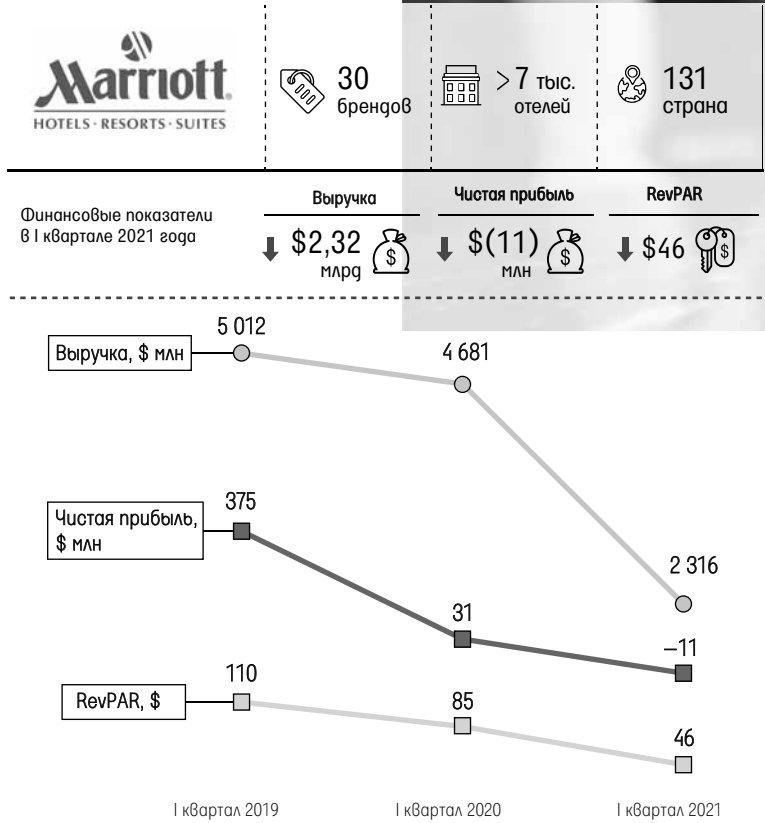 Marriott
HOTELS · RESORTS · SUITES
30
брендов
>7 тыс.
отелей
131
страна
Финансовые показатели
в I квартале 2021 года
Выручка
$2,32
млрд
$
Чистая прибыль
$(11)
млн
$
RevPAR
$46
$
Выручка, $ млн
5 012
4 681
2 316
Чистая прибыль,
$ млн
375
31
–11
RevPAR, $
110
85
46
I квартал 2019
I квартал 2020
I квартал 2021